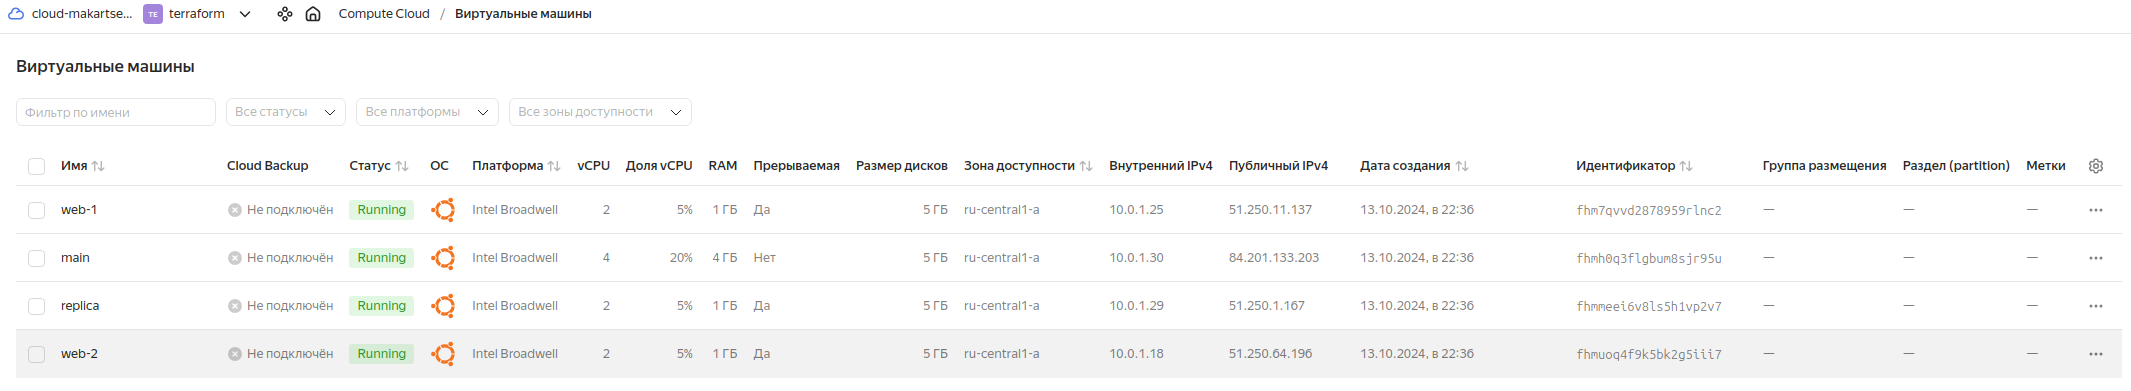 cloud-makartse... TE terraform Compute Cloud / Виртуальные машины
Виртуальные машины
Фильтр по имени Все статусы Все платформы Все зоны доступности
Имя Cloud Backup Статус ОС Платформа vCPU Доля vCPU RAM Прерываемая Размер дисков Зона доступности Внутренний IPv4 Публичный IPv4 Дата создания Идентификатор Группа размещения Раздел (partition) Метки
web-1 Не подключён Running Intel Broadwell 2 5% 1 ГБ Да 5 ГБ ru-central1-a 10.0.1.25 51.250.11.137 13.10.2024, в 22:36 fhm7qvvd2878959rlnc2 — — —
main Не подключён Running Intel Broadwell 4 20% 4 ГБ Нет 5 ГБ ru-central1-a 10.0.1.30 84.201.133.203 13.10.2024, в 22:36 fhmh0q3flgbum8sjr95u — — —
replica Не подключён Running Intel Broadwell 2 5% 1 ГБ Да 5 ГБ ru-central1-a 10.0.1.29 51.250.1.167 13.10.2024, в 22:36 fhmmeei6v8ls5h1vp2v7 — — —
web-2 Не подключён Running Intel Broadwell 2 5% 1 ГБ Да 5 ГБ ru-central1-a 10.0.1.18 51.250.64.196 13.10.2024, в 22:36 fhmuoq4f9k5bk2g5iii7 — — —